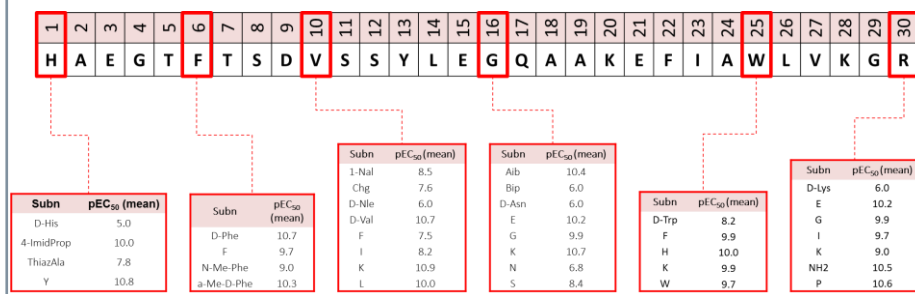 1 2 3 4 5 6 7 8 9 10 11 12 13 14 15 16 17 18 19 20 21 22 23 24 25 26 27 28 29 30
H A E G T F T S D V S S Y L E G Q A A K E F I A W L V K G R
Subn pEC50 (mean)
D-His 5.0
4-ImidProp 10.0
ThiazAla 7.8
Y 10.8
Subn pEC50 (mean)
D-Phe 10.7
F 9.7
N-Me-Phe 9.0
a-Me-D-Phe 10.3
Subn pEC50 (mean)
1-Nal 8.5
Chg 7.6
D-Nle 6.0
D-Val 10.7
F 7.5
I 8.2
K 10.9
L 10.0
Subn pEC50 (mean)
Aib 10.4
Bip 6.0
D-Asn 6.0
E 10.2
G 9.9
K 10.7
N 6.8
S 8.4
Subn pEC50 (mean)
D-Trp 8.2
F 9.9
H 10.0
K 9.9
W 9.7
Subn pEC50 (mean)
D-Lys 6.0
E 10.2
G 9.9
I 9.7
K 9.0
NH2 10.5
P 10.6